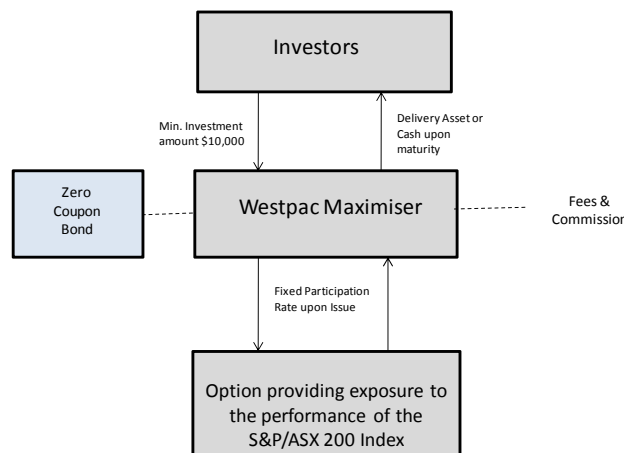 Investors
Min. Investment
amount $10,000
Delivery Asset or
Cash upon
maturity
Zero
Coupon
Bond
Westpac Maximiser
Fees &
Commission
Fixed Participation
Rate upon Issue
Option providing exposure to
the performance of the
S&P/ASX 200 Index